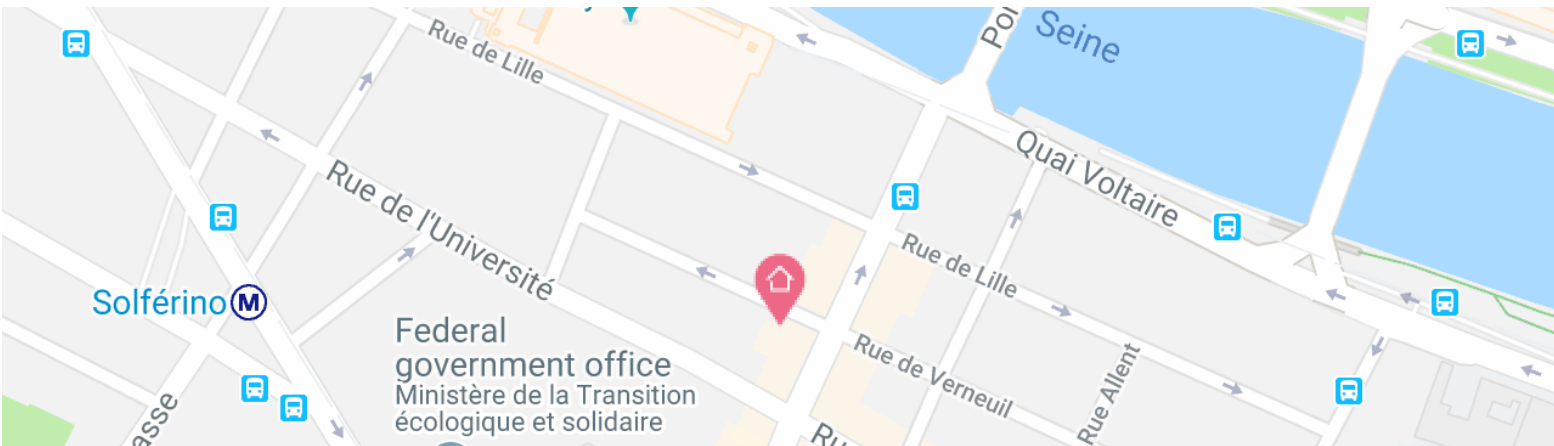 Rue de Lille
Seine
Quai Voltaire
Rue de l'Université
Rue de Lille
Solférino
M
Federal
government office
Ministère de la Transition
écologique et solidaire
Rue de Verneuil
Rue Allent